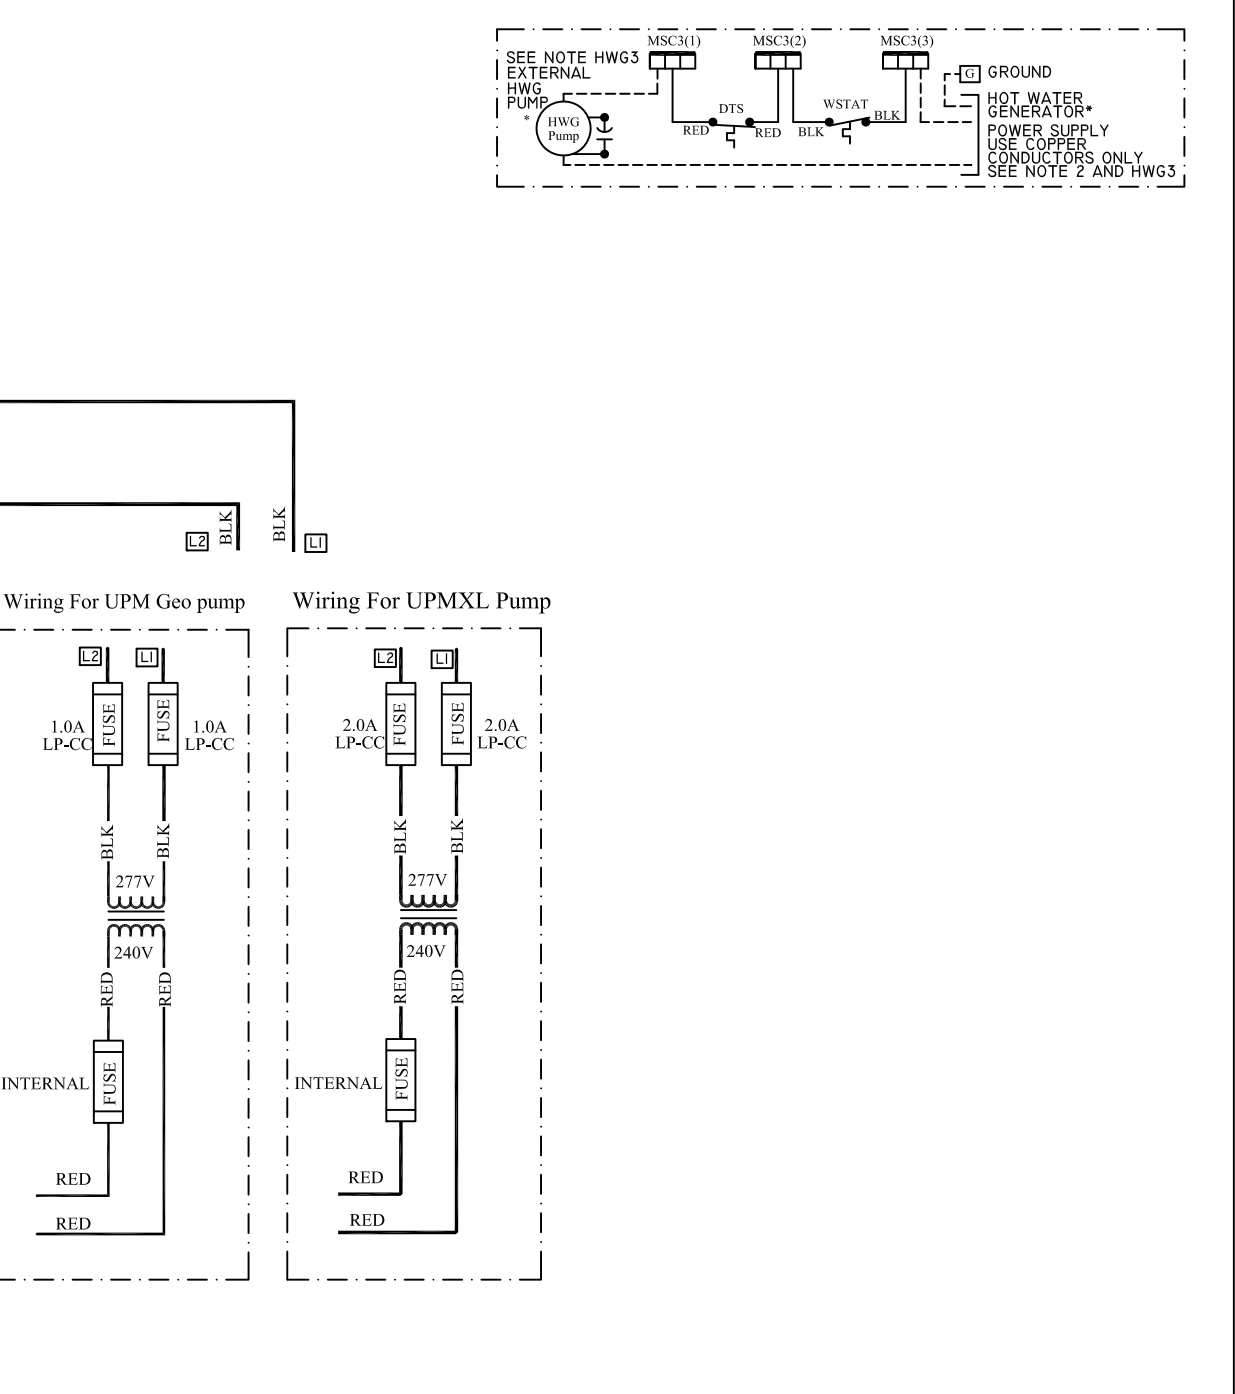 MSC3(1)
MSC3(2)
MSC3(3)
SEE NOTE HWG3
EXTERNAL
HWG
PUMP
*
HWG
Pump
RED
DTS
RED
BLK
WSTAT
BLK
G
GROUND
HOT WATER
GENERATOR*
POWER SUPPLY
USE COPPER
CONDUCTORS ONLY
SEE NOTE 2 AND HWG3
L2
BLK
BLK
L1
Wiring For UPM Geo pump
L2
L1
1.0A
LP-CC
FUSE
FUSE
1.0A
LP-CC
BLK
BLK
277V
240V
RED
RED
INTERNAL
FUSE
RED
RED
Wiring For UPMXL Pump
L2
L1
2.0A
LP-CC
FUSE
FUSE
2.0A
LP-CC
BLK
BLK
277V
240V
RED
RED
INTERNAL
FUSE
RED
RED